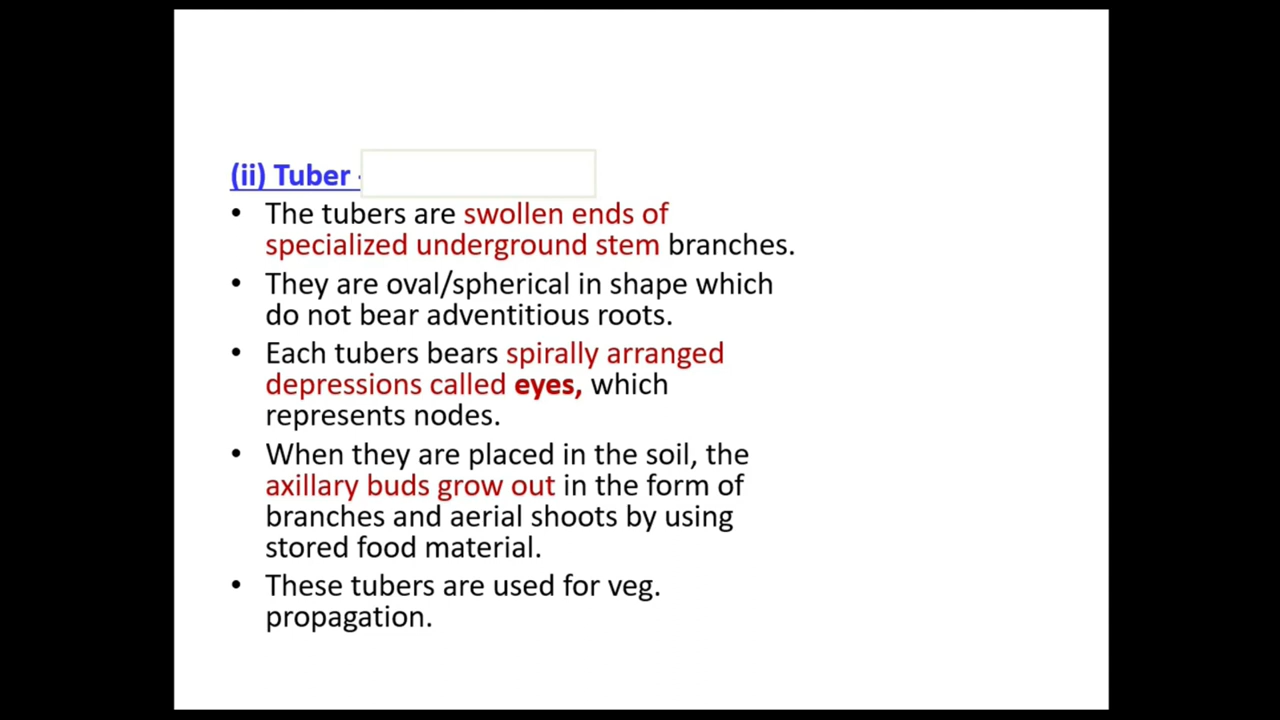 (ii) Tuber -
• The tubers are swollen ends of
specialized underground stem branches.
• They are oval/spherical in shape which
do not bear adventitious roots.
• Each tubers bears spirally arranged
depressions called eyes, which
represents nodes.
• When they are placed in the soil, the
axillary buds grow out in the form of
branches and aerial shoots by using
stored food material.
• These tubers are used for veg.
propagation.